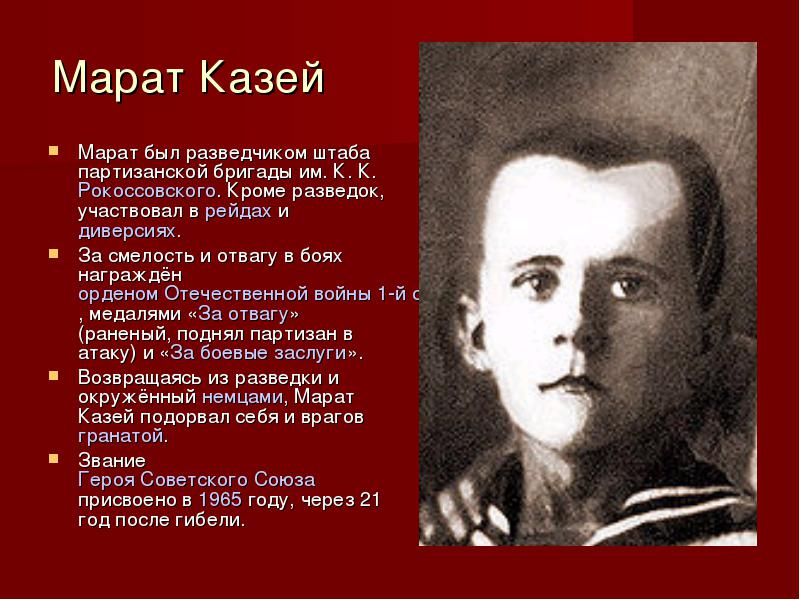 Марат Казей
Марат был разведчиком штаба
партизанской бригады им. К. К.
Рокоссовского. Кроме разведок,
участвовал в рейдах и
диверсиях.
За смелость и отвагу в боях
награждён
орденом Отечественной войны 1-й с
, медалями «За отвагу»
(раненый, поднял партизан в
атаку) и «За боевые заслуги».
Возвращаясь из разведки и
окружённый немцами, Марат
Казей подорвал себя и врагов
гранатой.
Звание
Героя Советского Союза
присвоено в 1965 году, через 21
год после гибели.